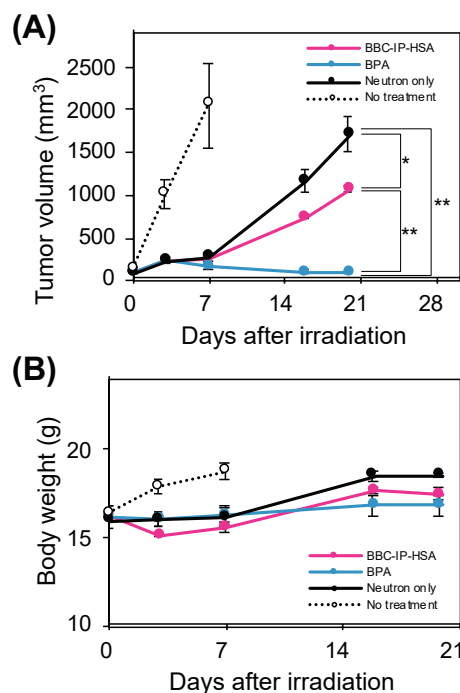 (A)
BBC-IP-HSA
BPA
Neutron only
No treatment
Tumor volume (mm³)
2500
2000
1500
1000
500
0
*
**
**
0 7 14 21 28
Days after irradiation
(B)
Body weight (g)
20
15
10
BBC-IP-HSA
BPA
Neutron only
No treatment
0 7 14 21
Days after irradiation